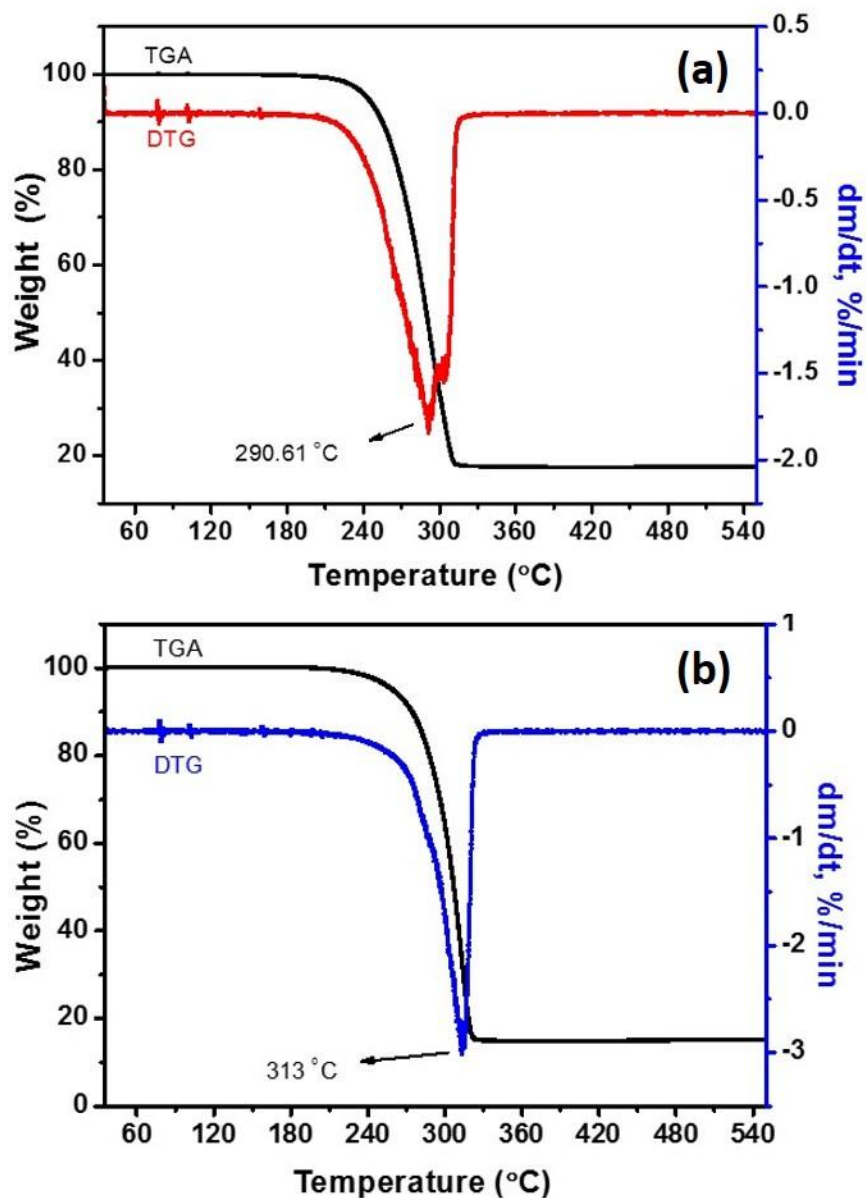 TGA
(a)
DTG
290.61 °C
100
80
60
40
20
Weight (%)
0.5
0.0
-0.5
-1.0
-1.5
-2.0
dm/dt, %/min
60 120 180 240 300 360 420 480 540
Temperature (°C)
TGA
(b)
DTG
313 °C
100
80
60
40
20
0
Weight (%)
1
0
-1
-2
-3
dm/dt, %/min
60 120 180 240 300 360 420 480 540
Temperature (°C)